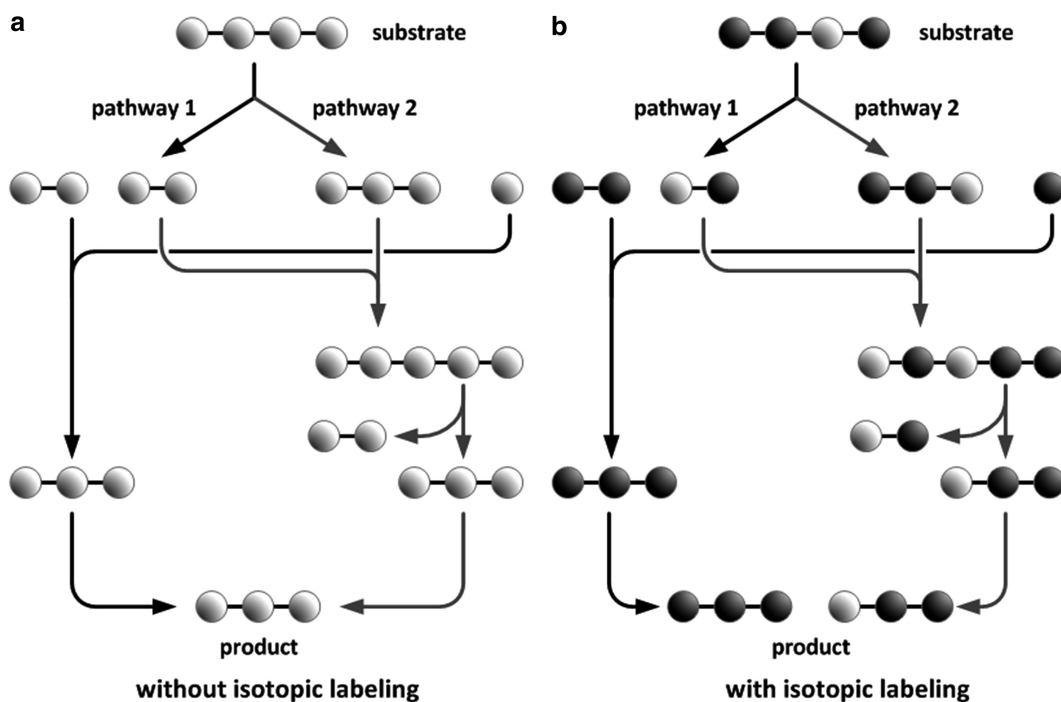 a
substrate
pathway 1
pathway 2
product
without isotopic labeling
b
substrate
pathway 1
pathway 2
product
with isotopic labeling